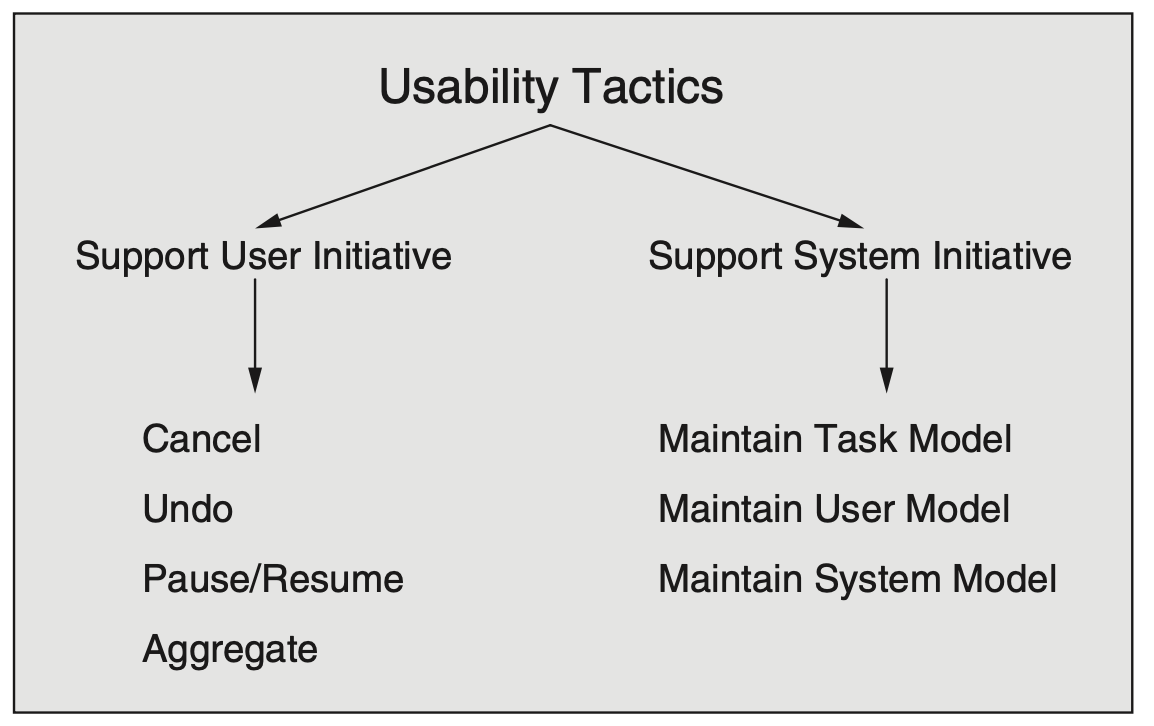 Usability Tactics
Support User Initiative
Support System Initiative
Cancel
Undo
Pause/Resume
Aggregate
Maintain Task Model
Maintain User Model
Maintain System Model